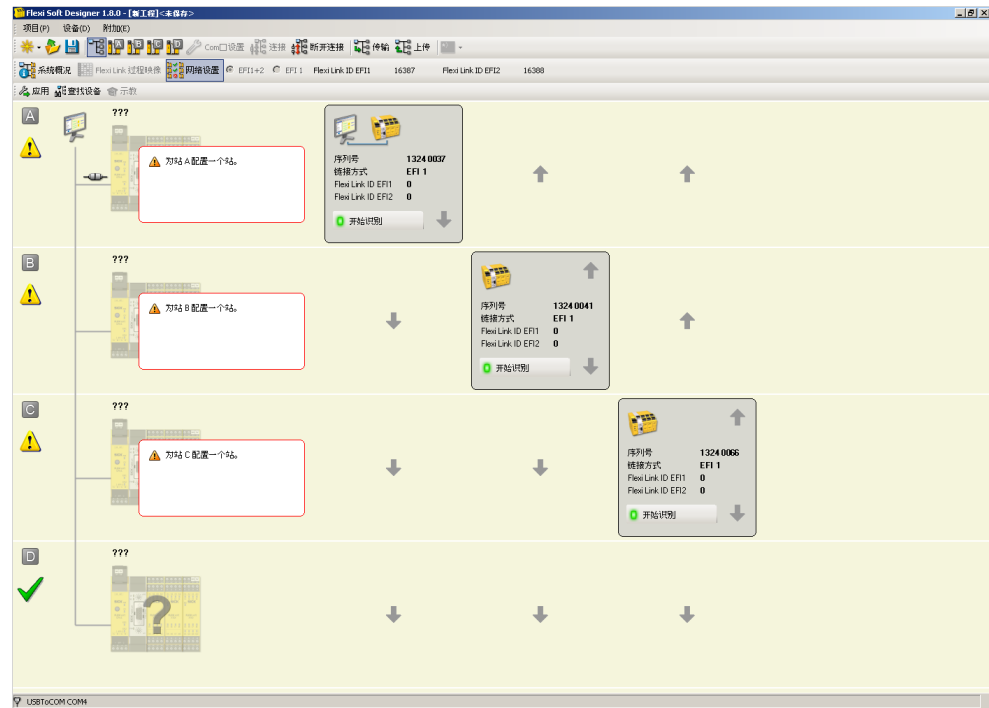 Flexi Soft Designer 1.8.0 - [新工程]<未保存>
项目(P) 设备(D) 附加(E)
A B C D Com口设置 连接 断开连接 传输 上传
系统概况 Flexi Link 过程映像 网络设置 EFI1+2 EFI 1 Flexi Link ID EFI1 16387 Flexi Link ID EFI2 16388
应用 查找设备 示教
A
???
为站 A 配置一个站。
序列号 1324 0037
链接方式 EFI 1
Flexi Link ID EFI1 0
Flexi Link ID EFI2 0
开始识别
B
???
为站 B 配置一个站。
序列号 1324 0041
链接方式 EFI 1
Flexi Link ID EFI1 0
Flexi Link ID EFI2 0
开始识别
C
???
为站 C 配置一个站。
序列号 1324 0066
链接方式 EFI 1
Flexi Link ID EFI1 0
Flexi Link ID EFI2 0
开始识别
D
???
?
USBToCOM COM4